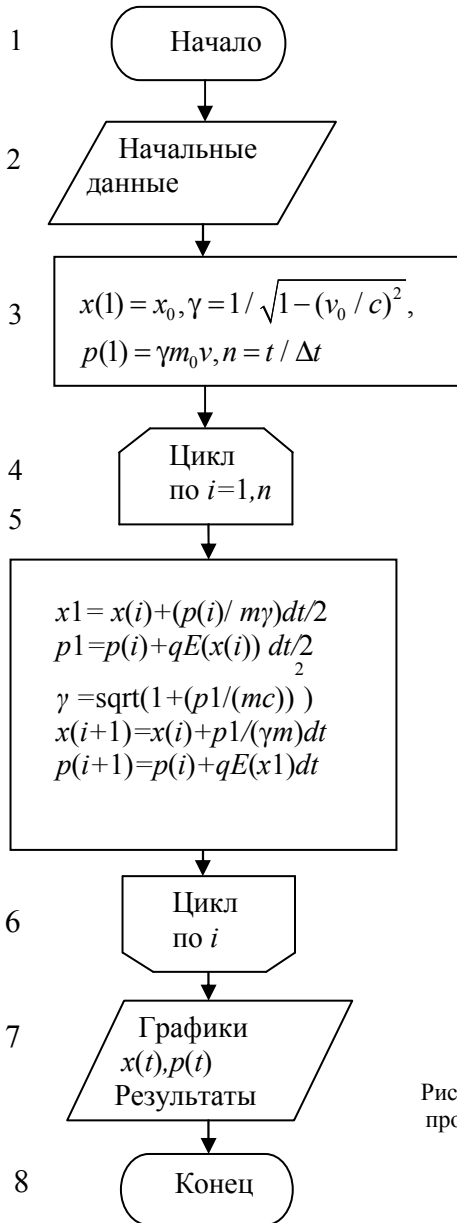 1
Начало
2
Начальные
данные
3
x(1) = x₀, γ = 1 / √(1 − (v₀ / c)²),
p(1) = γm₀v, n = t / Δt
4
Цикл
по i=1,n
5
x1= x(i)+(p(i)/ mγ)dt/2
p1=p(i)+qE(x(i)) dt/2
γ =sqrt(1+(p1/(mc))²)
x(i+1)=x(i)+p1/(γm)dt
p(i+1)=p(i)+qE(x1)dt
6
Цикл
по i
7
Графики
x(t),p(t)
Результаты
Рис
про
8
Конец